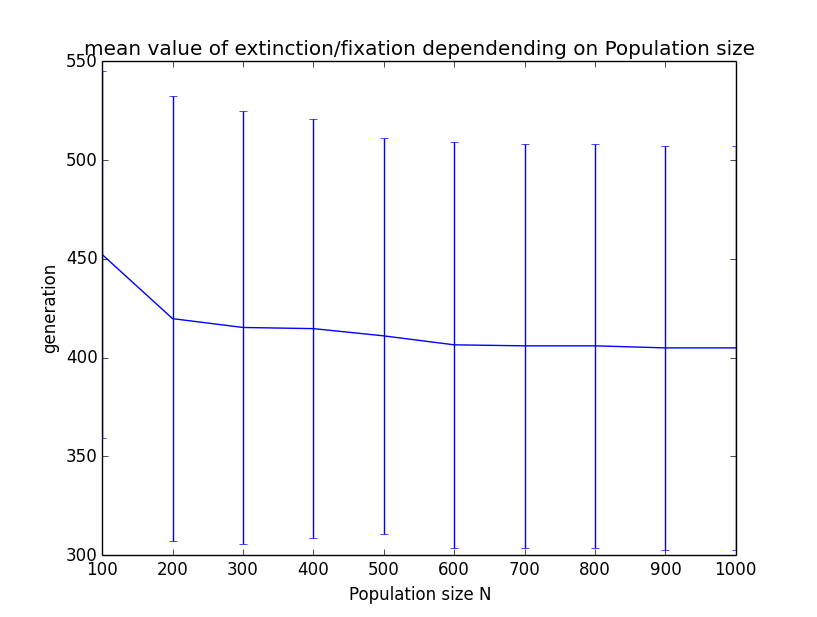 mean value of extinction/fixation dependending on Population size
550
500
450
400
350
300
generation
100 200 300 400 500 600 700 800 900 1000
Population size N